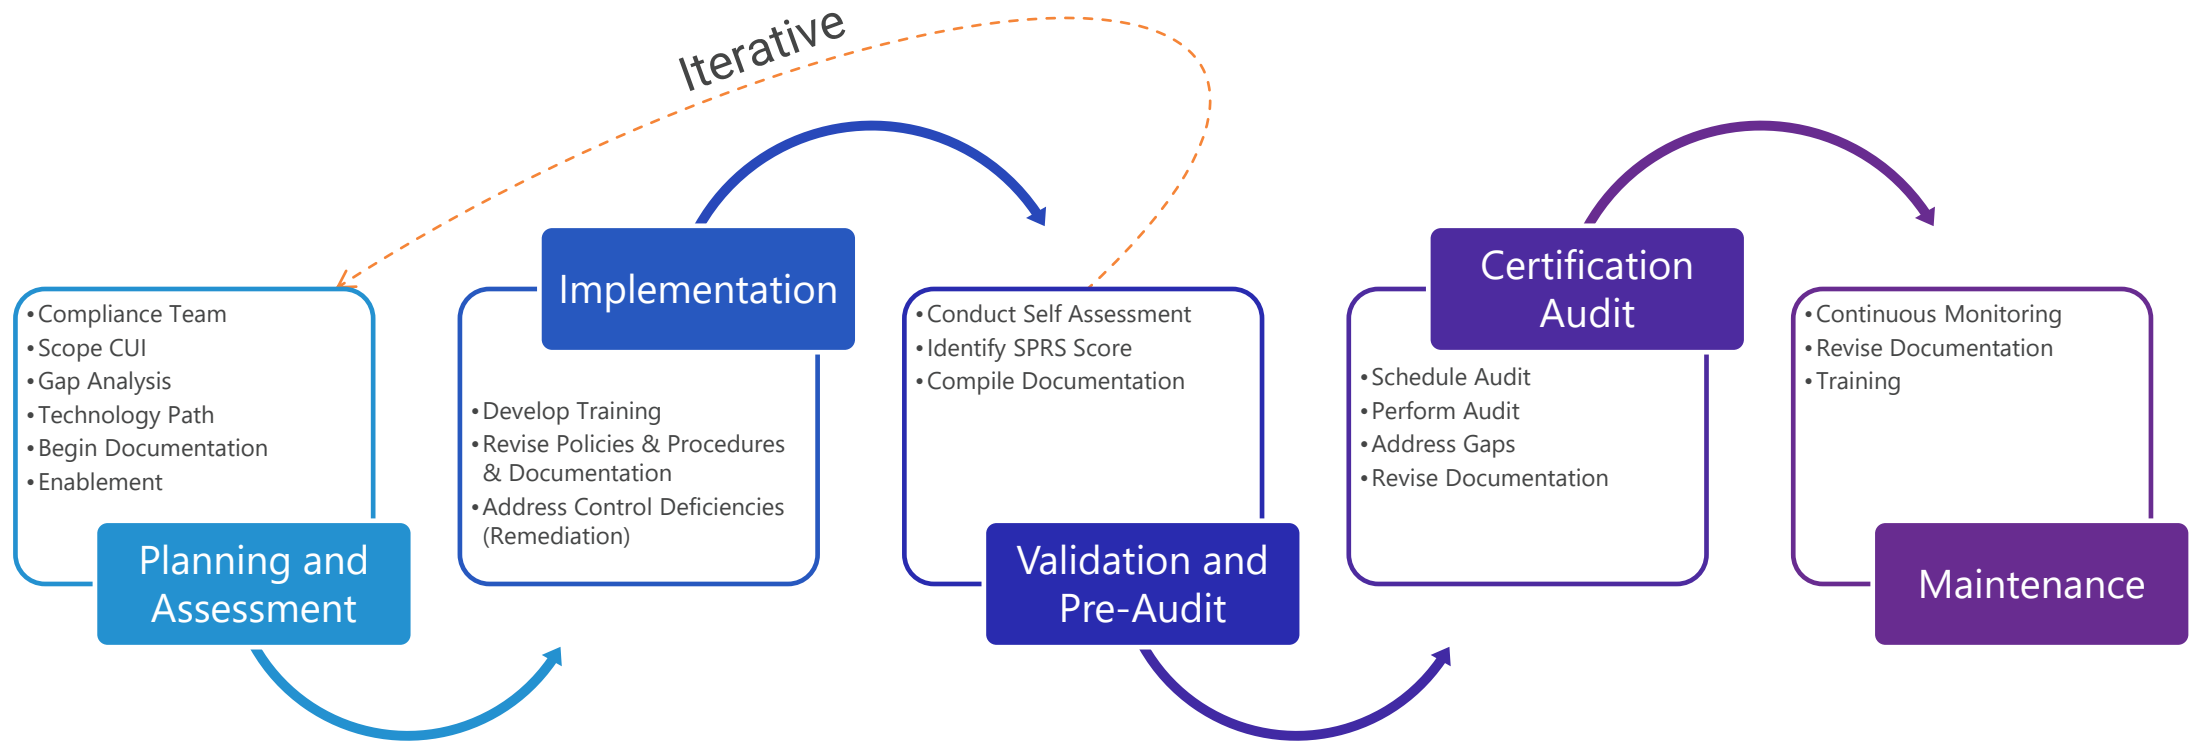 Iterative
• Compliance Team
• Scope CUI
• Gap Analysis
• Technology Path
• Begin Documentation
• Enablement
Planning and
Assessment
Implementation
• Develop Training
• Revise Policies & Procedures
& Documentation
• Address Control Deficiencies
(Remediation)
• Conduct Self Assessment
• Identify SPRS Score
• Compile Documentation
Validation and
Pre-Audit
Certification
Audit
• Schedule Audit
• Perform Audit
• Address Gaps
• Revise Documentation
• Continuous Monitoring
• Revise Documentation
• Training
Maintenance